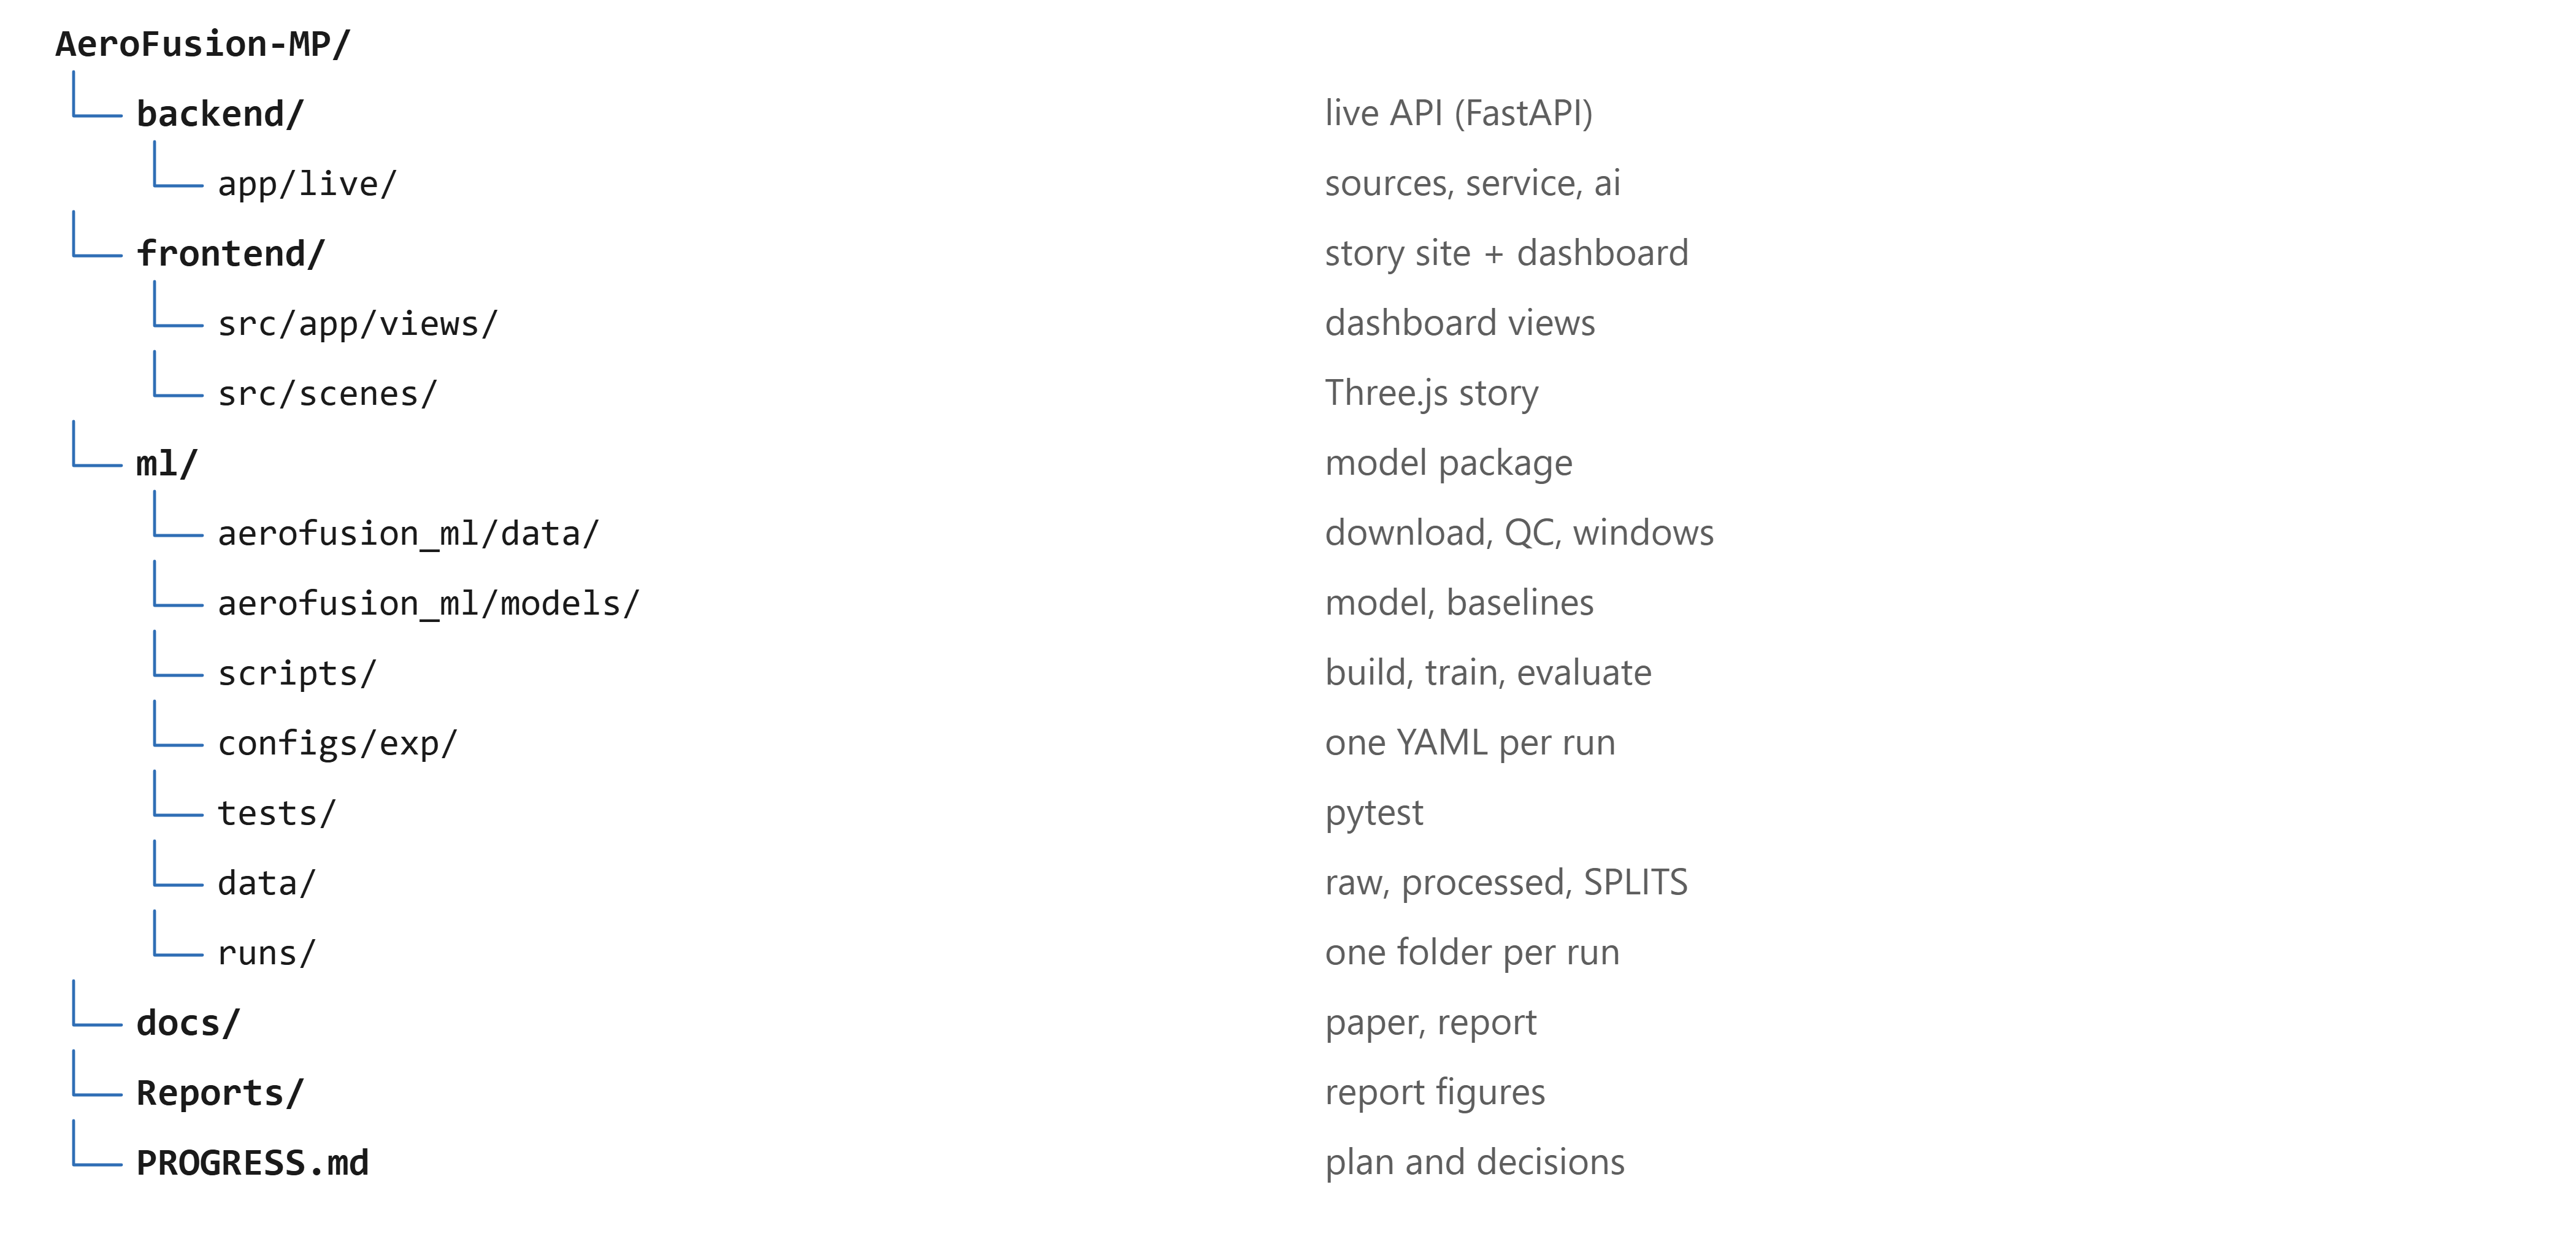 AeroFusion-MP/
backend/ live API (FastAPI)
app/live/ sources, service, ai
frontend/ story site + dashboard
src/app/views/ dashboard views
src/scenes/ Three.js story
ml/ model package
aerofusion_ml/data/ download, QC, windows
aerofusion_ml/models/ model, baselines
scripts/ build, train, evaluate
configs/exp/ one YAML per run
tests/ pytest
data/ raw, processed, SPLITS
runs/ one folder per run
docs/ paper, report
Reports/ report figures
PROGRESS.md plan and decisions